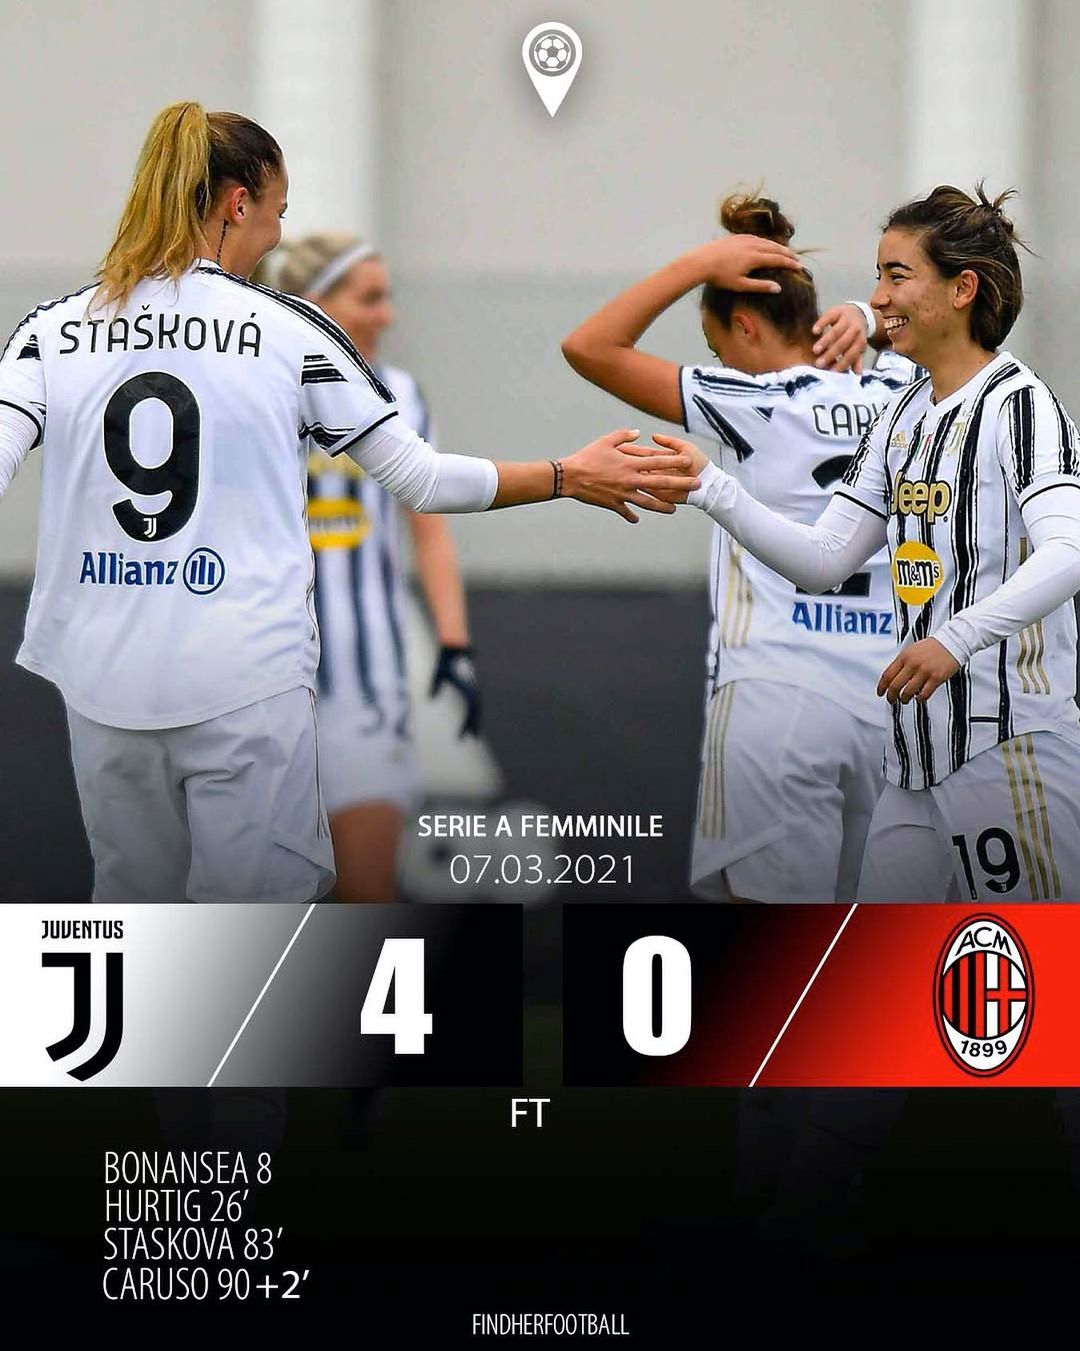 STAŠKOVÁ
9
Allianz
CARU
2
Allianz
Jeep
m&m's
19
SERIE A FEMMINILE
07.03.2021
JUVENTUS
4
0
ACM
1899
FT
BONANSEA 8
HURTIG 26’
STASKOVA 83’
CARUSO 90+2’
FINDHERFOOTBALL